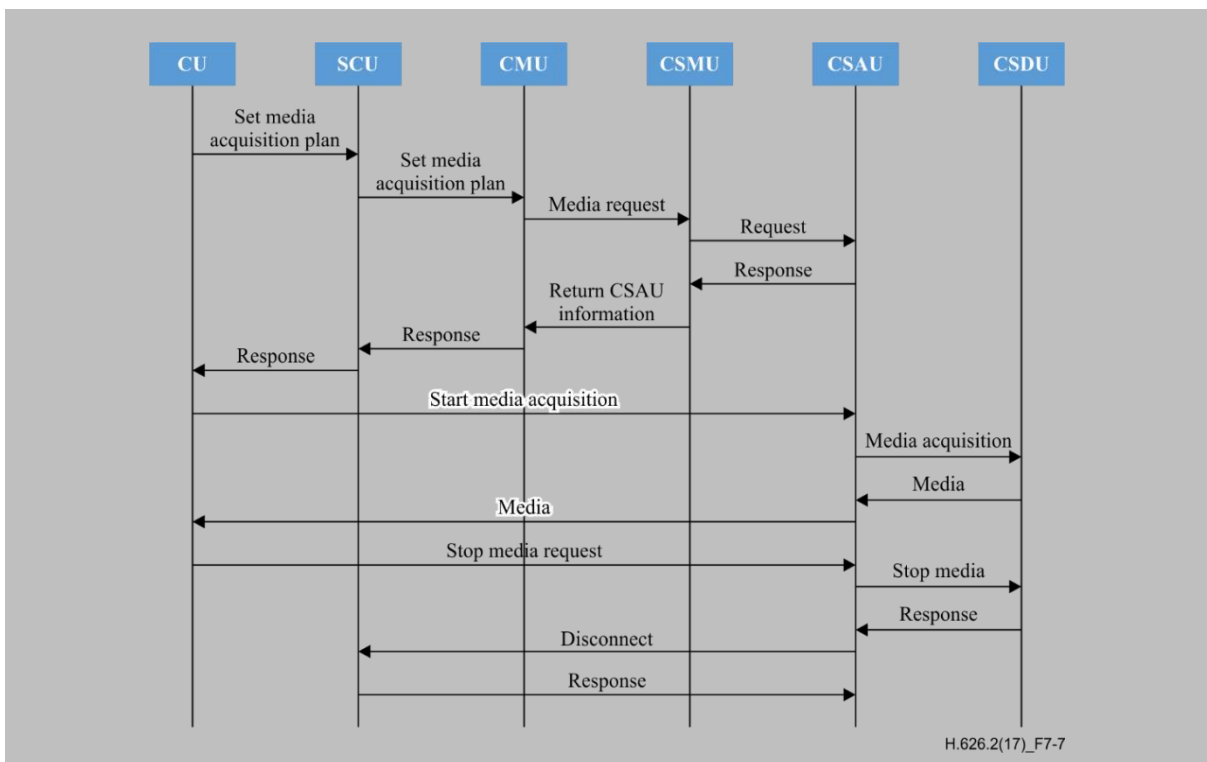 CU SCU CMU CSMU CSAU CSDU
Set media
acquisition plan
Set media
acquisition plan
Media request
Request
Response
Return CSAU
information
Response
Response
Start media acquisition
Media acquisition
Media
Media
Stop media request
Stop media
Response
Disconnect
Response
H.626.2(17)_F7-7